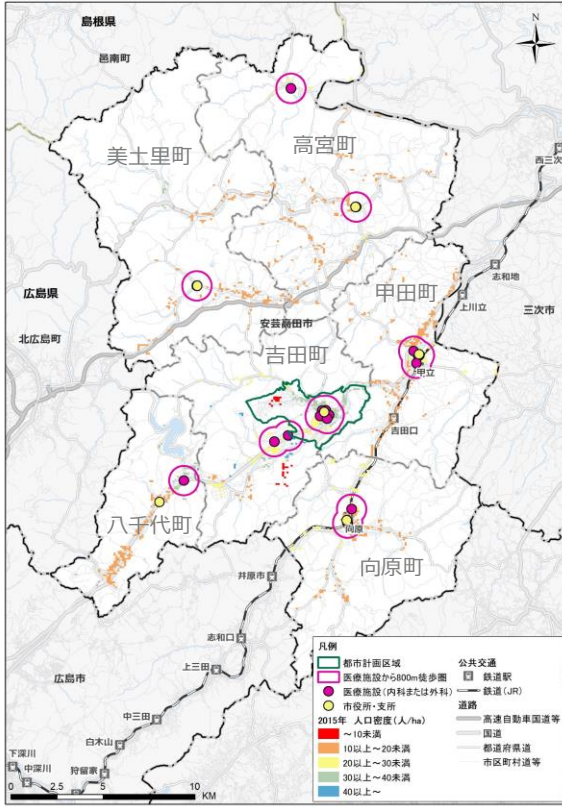 島根県
邑南町
N
美土里町
高宮町
西三次
志和地
広島県
甲田町
上川立
三次市
北広島町
安芸高田市
吉田町
甲立
吉田口
八千代町
向原
向原町
井原市
志和口
広島市
上三田
中三田
白木山
下深川
中深川
狩留家
0 5 10
KM
凡例
都市計画区域
医療施設から800m徒歩圏
医療施設(内科または外科)
市役所・支所
2015年 人口密度(人/ha)
~10未満
10以上~20未満
20以上~30未満
30以上~40未満
40以上~
公共交通
鉄道駅
鉄道(JR)
道路
高速自動車国道等
国道
都道府県道
市区町村道等